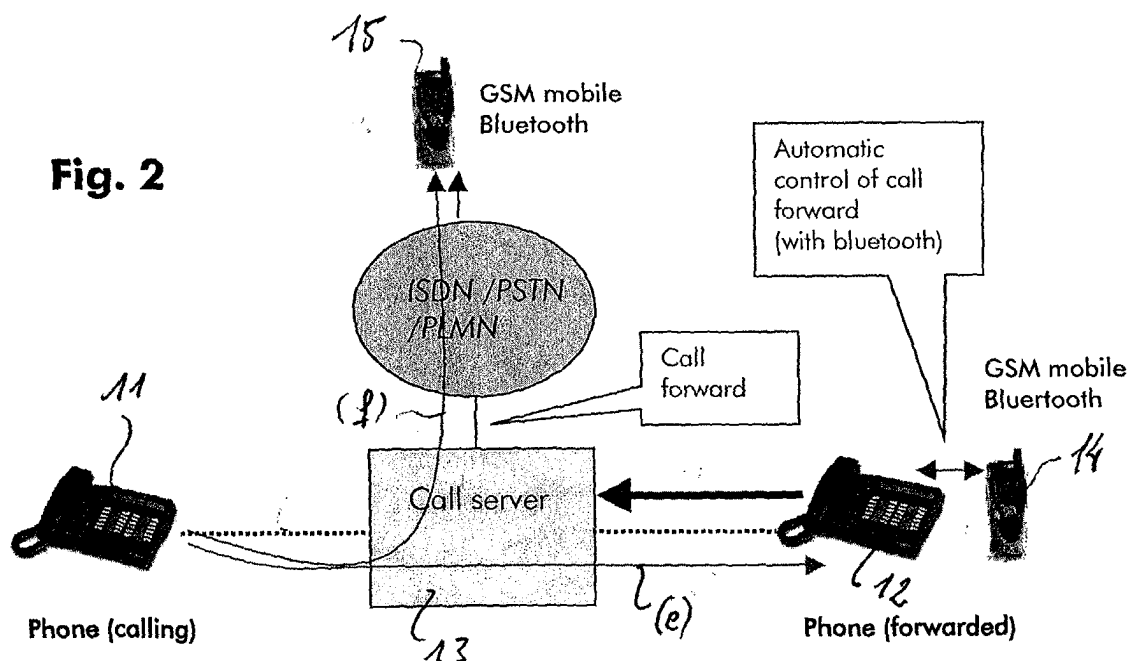 15
GSM mobile
Bluetooth
Fig. 2
Automatic
control of call
forward
(with bluetooth)
ISDN /PSTN
/PLMN
Call
forward
GSM mobile
Bluertooth
11
(f)
14
Call server
12
(e)
13
Phone (calling)
Phone (forwarded)